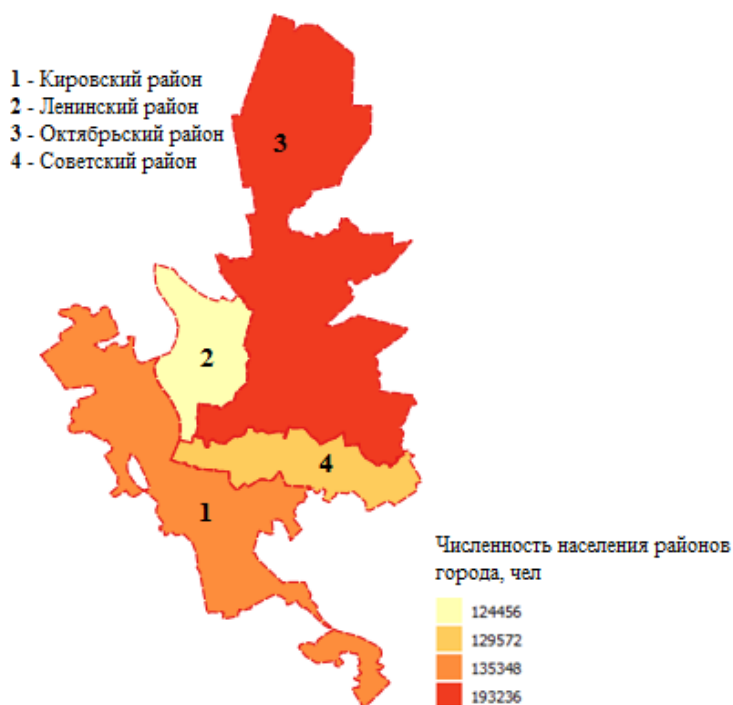 1 - Кировский район
2 - Ленинский район
3 - Октябрьский район
4 - Советский район
3
2
4
1
Численность населения районов
города, чел
124456
129572
135348
193236